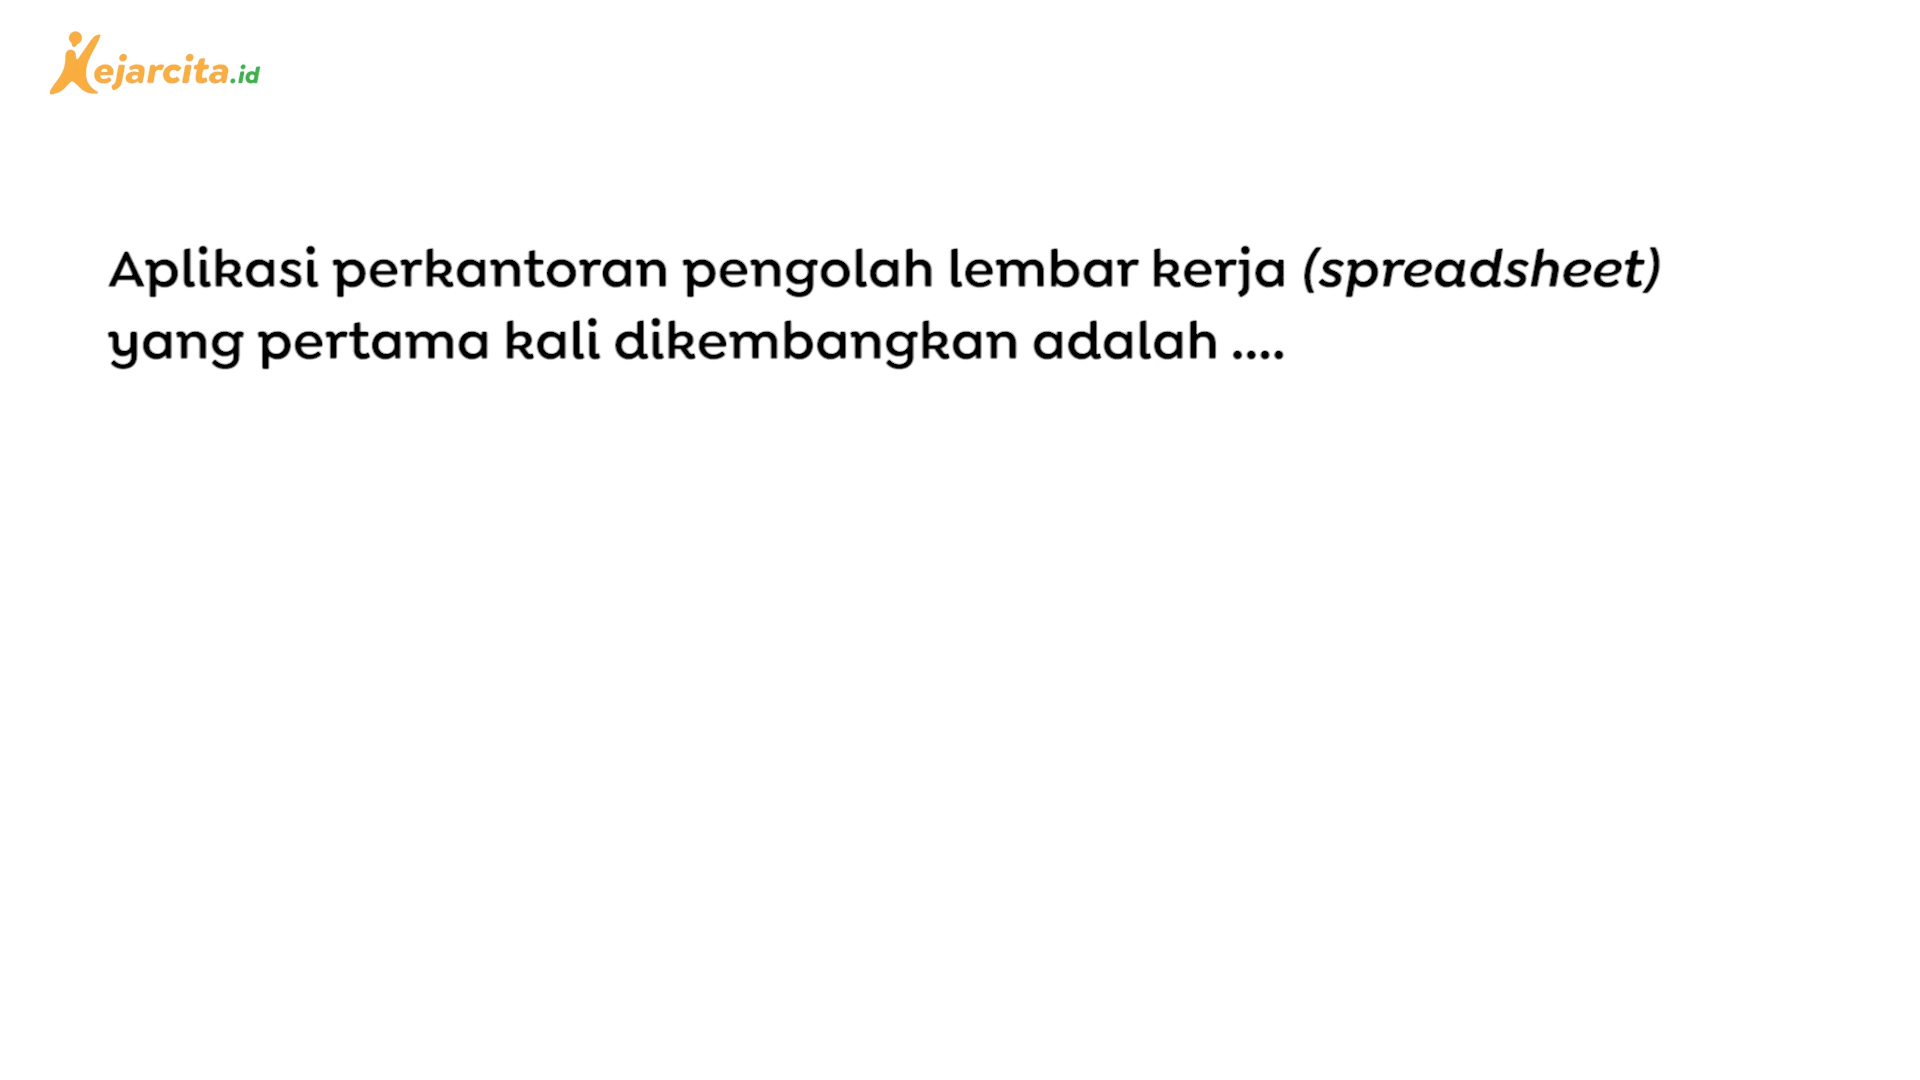 Kejarcita.id
Aplikasi perkantoran pengolah lembar kerja (spreadsheet)
yang pertama kali dikembangkan adalah ....